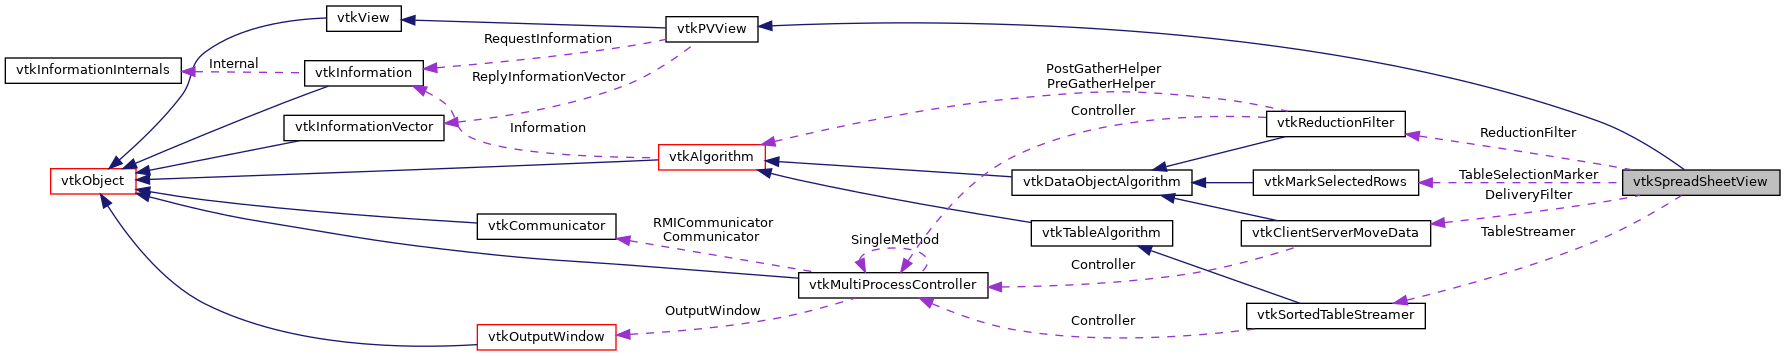 vtkView
vtkPVView
RequestInformation
vtkInformationInternals
Internal
vtkInformation
ReplyInformationVector
PostGatherHelper
PreGatherHelper
Controller
vtkReductionFilter
vtkInformationVector
Information
ReductionFilter
vtkAlgorithm
vtkObject
vtkDataObjectAlgorithm
vtkMarkSelectedRows
TableSelectionMarker
vtkSpreadSheetView
DeliveryFilter
vtkCommunicator
RMICommunicator
Communicator
SingleMethod
vtkTableAlgorithm
vtkClientServerMoveData
TableStreamer
Controller
vtkMultiProcessController
OutputWindow
vtkSortedTableStreamer
Controller
vtkOutputWindow